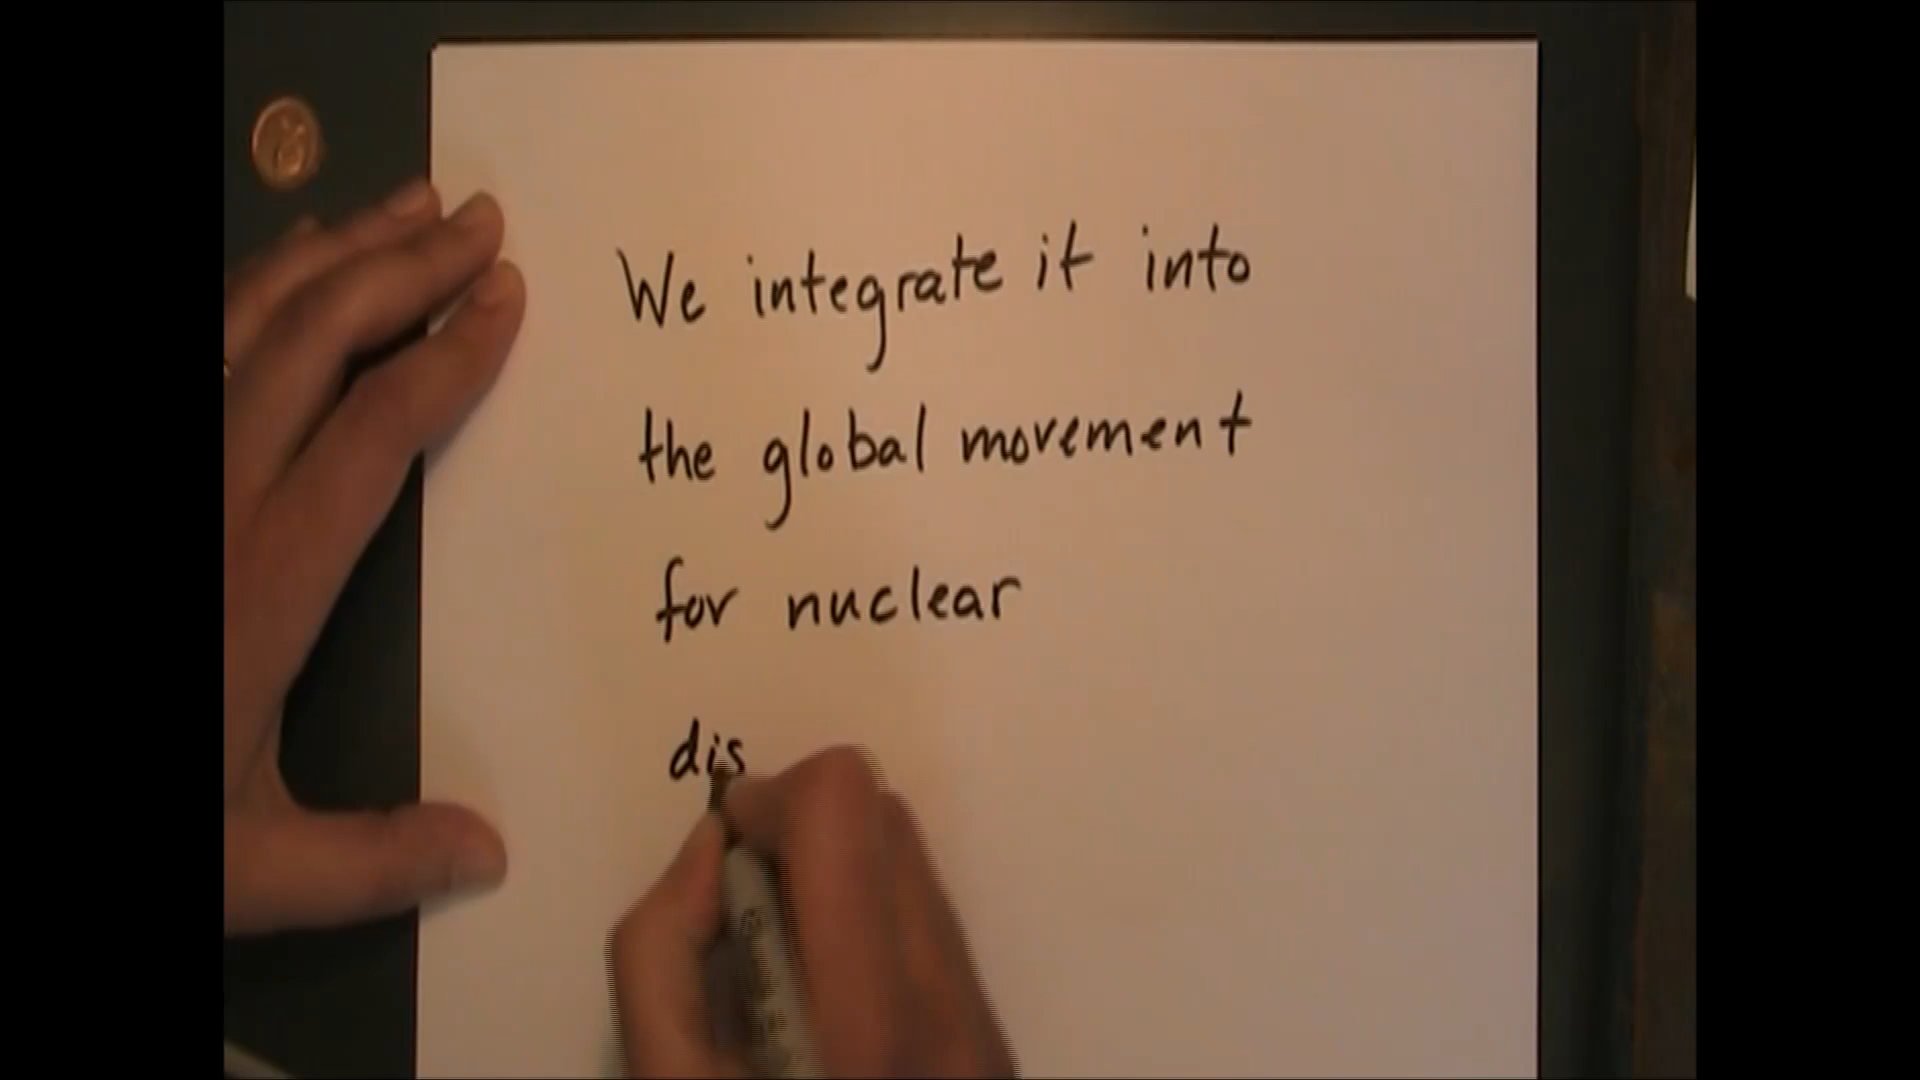 We integrate it into
the global movement
for nuclear
dis